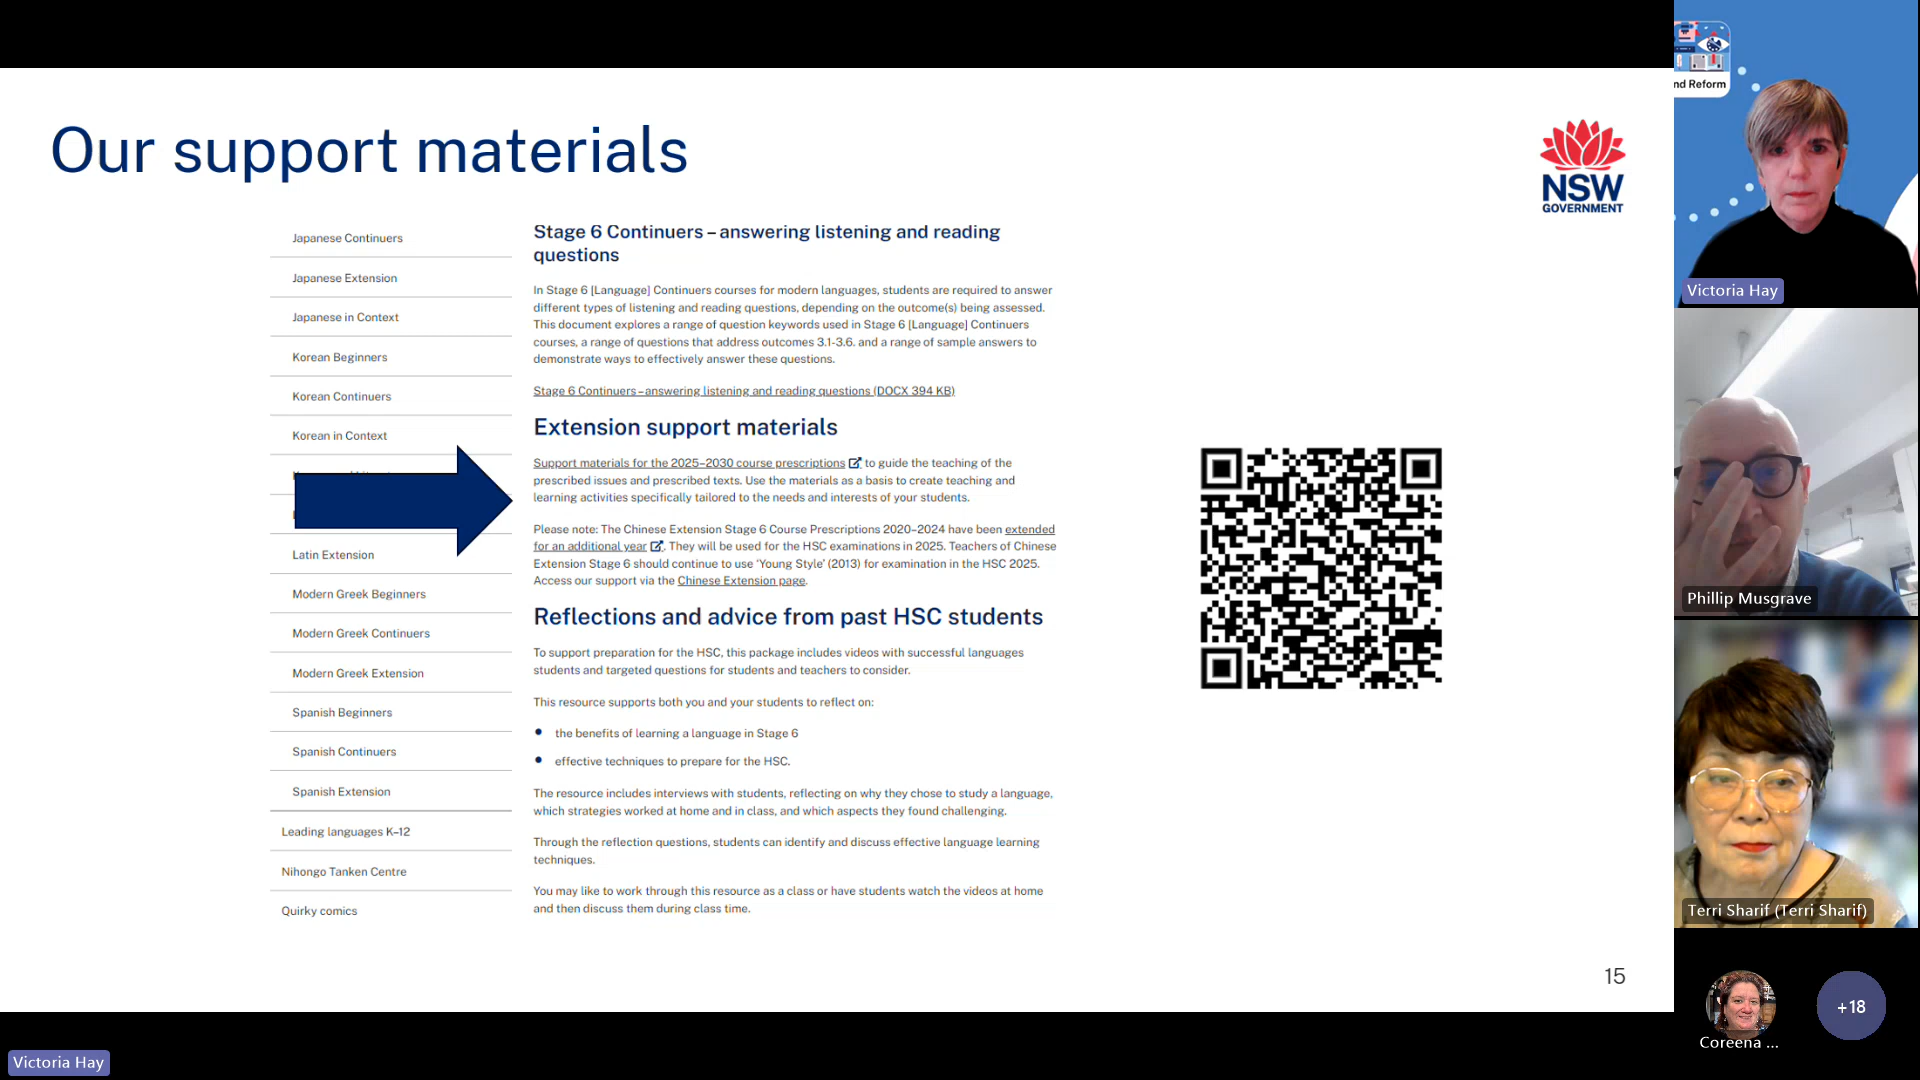 Our support materials
NSW
GOVERNMENT
Japanese Continuers
Japanese Extension
Japanese in Context
Korean Beginners
Korean Continuers
Korean in Context
Latin Extension
Modern Greek Beginners
Modern Greek Continuers
Modern Greek Extension
Spanish Beginners
Spanish Continuers
Spanish Extension
Leading languages K–12
Nihongo Tanken Centre
Quirky comics
Stage 6 Continuers – answering listening and reading
questions
In Stage 6 [Language] Continuers courses for modern languages, students are required to answer
different types of listening and reading questions, depending on the outcome(s) being assessed.
This document explores a range of question keywords used in Stage 6 [Language] Continuers
courses, a range of questions that address outcomes 3.1-3.6. and a range of sample answers to
demonstrate ways to effectively answer these questions.
Stage 6 Continuers – answering listening and reading questions (DOCX 394 KB)
Extension support materials
Support materials for the 2025–2030 course prescriptions to guide the teaching of the
prescribed issues and prescribed texts. Use the materials as a basis to create teaching and
learning activities specifically tailored to the needs and interests of your students.
Please note: The Chinese Extension Stage 6 Course Prescriptions 2020–2024 have been extended
for an additional year. They will be used for the HSC examinations in 2025. Teachers of Chinese
Extension Stage 6 should continue to use ‘Young Style’ (2013) for examination in the HSC 2025.
Access our support via the Chinese Extension page.
Reflections and advice from past HSC students
To support preparation for the HSC, this package includes videos with successful languages
students and targeted questions for students and teachers to consider.
This resource supports both you and your students to reflect on:
• the benefits of learning a language in Stage 6
• effective techniques to prepare for the HSC.
The resource includes interviews with students, reflecting on why they chose to study a language,
which strategies worked at home and in class, and which aspects they found challenging.
Through the reflection questions, students can identify and discuss effective language learning
techniques.
You may like to work through this resource as a class or have students watch the videos at home
and then discuss them during class time.
15
nd Reform
Victoria Hay
Phillip Musgrave
Terri Sharif (Terri Sharif)
Coreena ...
+18
Victoria Hay